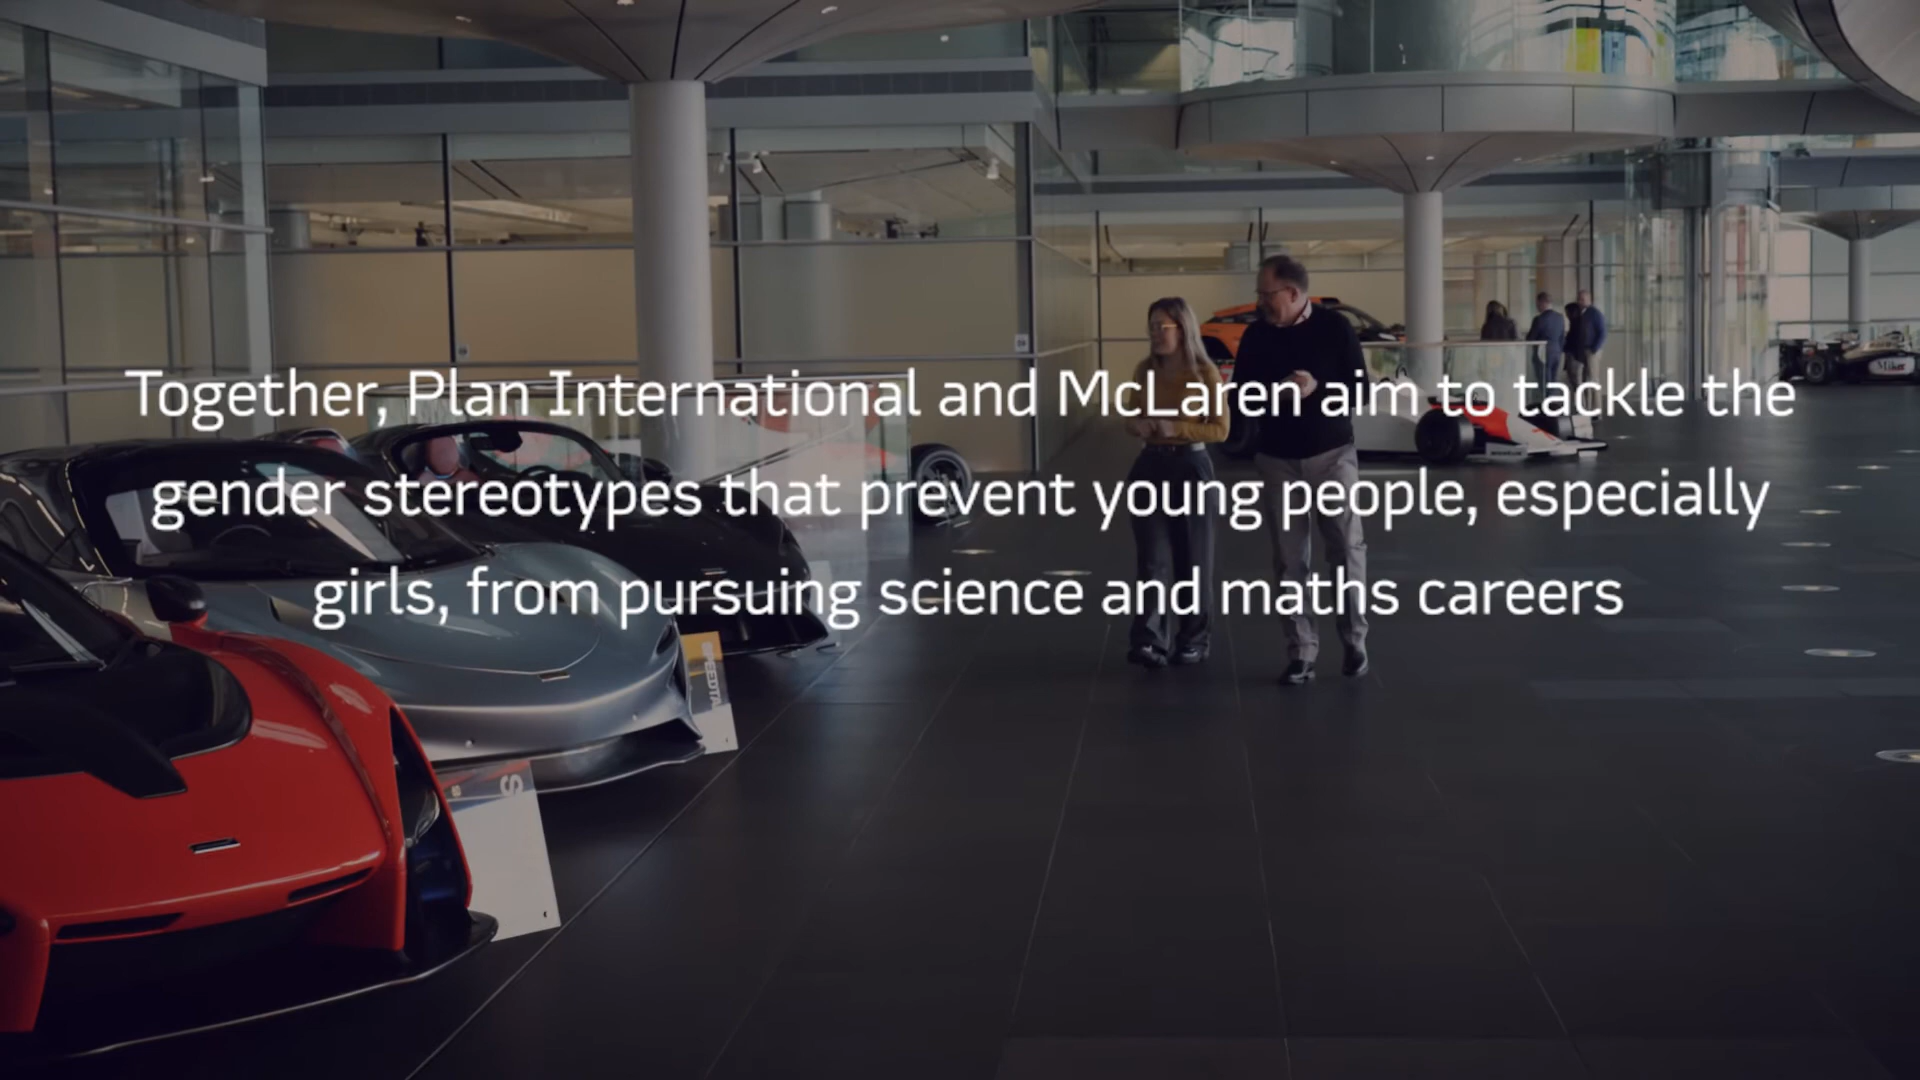 Together, Plan International and McLaren aim to tackle the
gender stereotypes that prevent young people, especially
girls, from pursuing science and maths careers
SPEEDTA
S